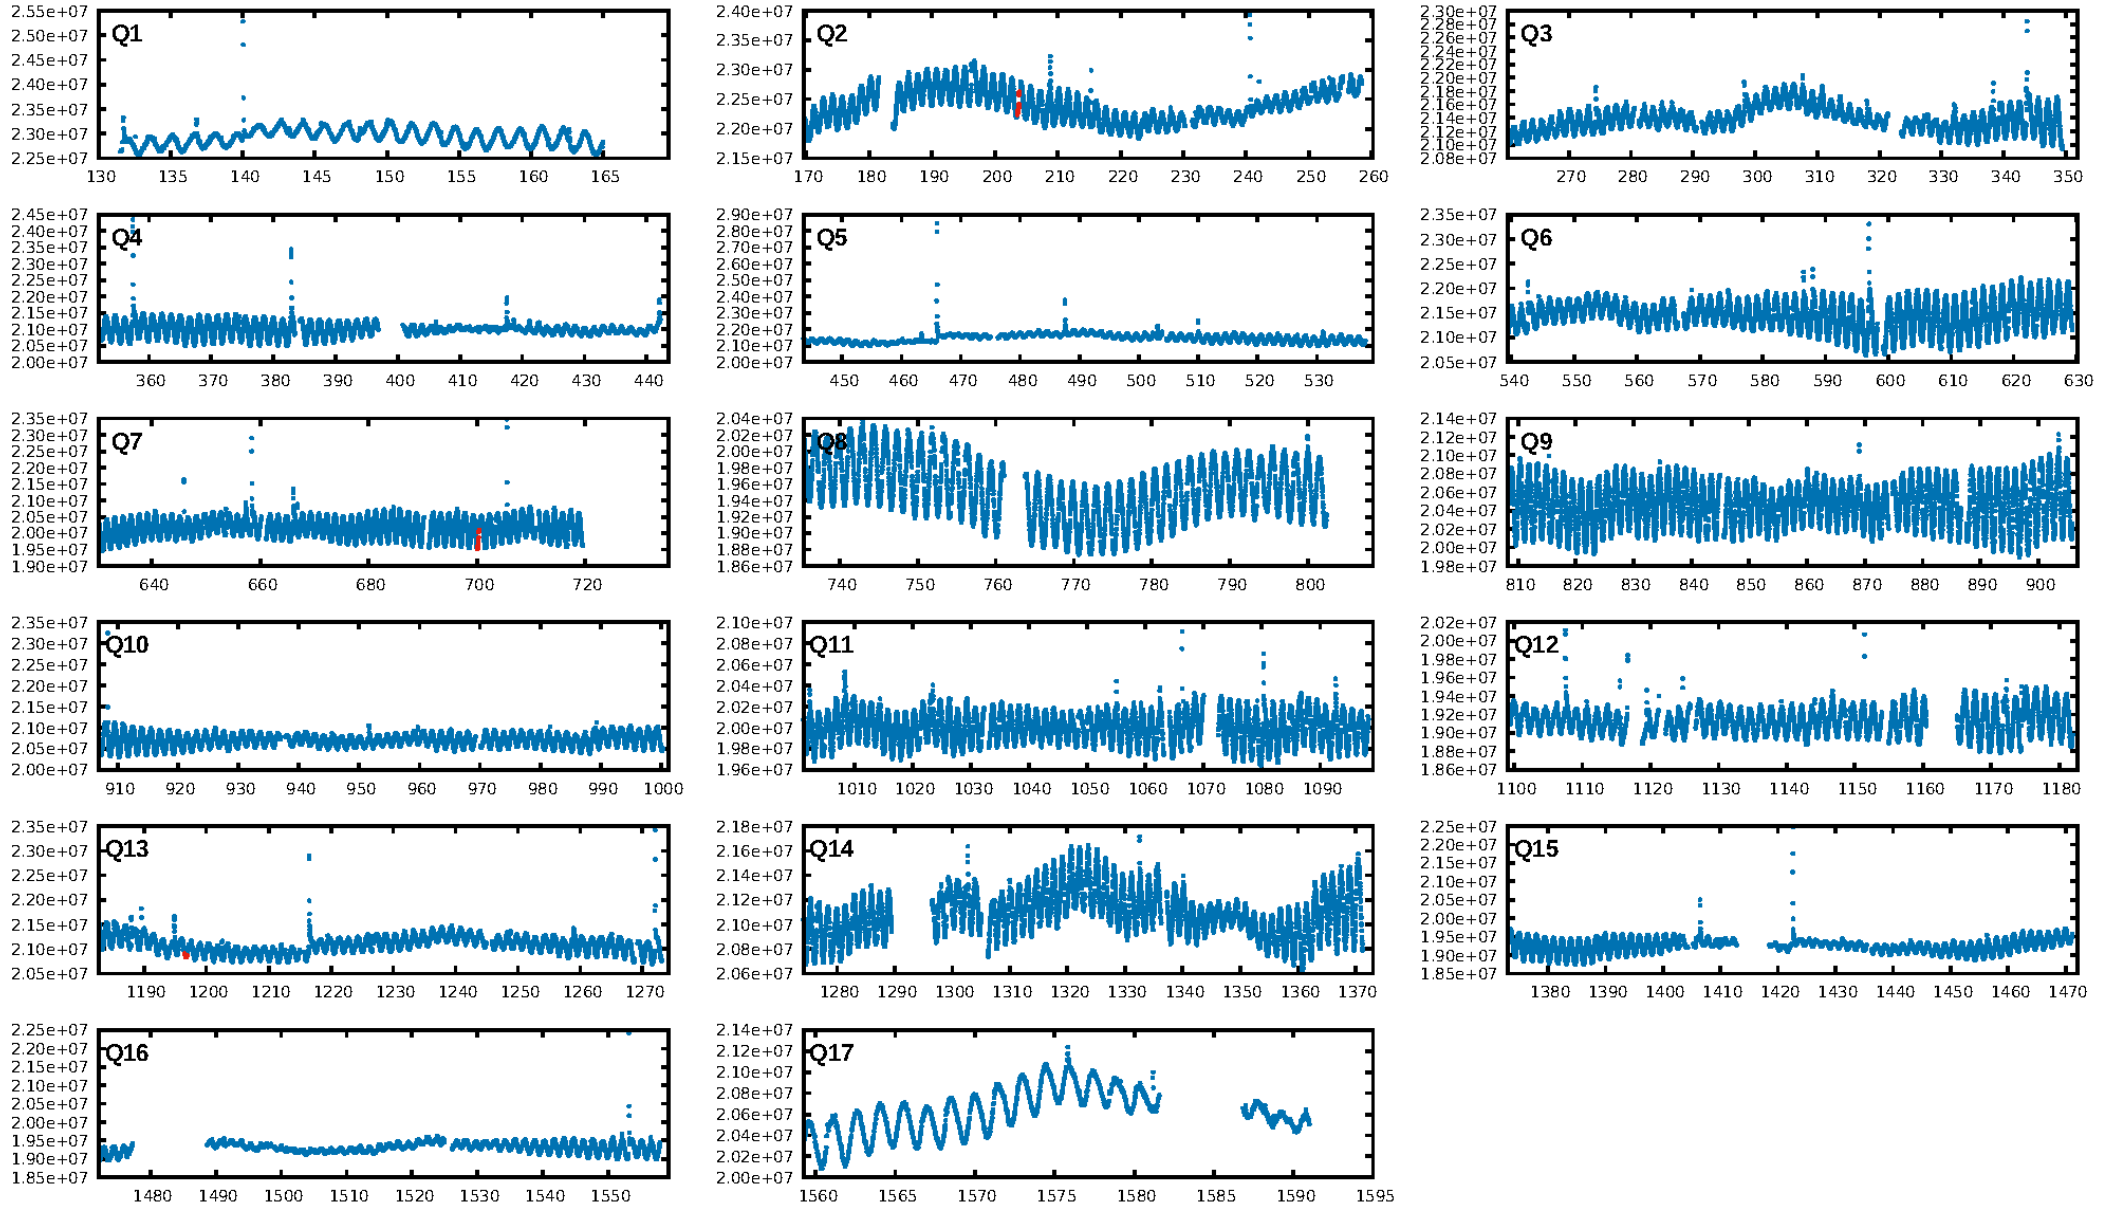 Q1
2.55e+07
2.50e+07
2.45e+07
2.40e+07
2.35e+07
2.30e+07
2.25e+07
130 135 140 145 150 155 160 165
Q2
2.40e+07
2.35e+07
2.30e+07
2.25e+07
2.20e+07
2.15e+07
170 180 190 200 210 220 230 240 250 260
Q3
2.30e+07
2.28e+07
2.26e+07
2.24e+07
2.22e+07
2.20e+07
2.18e+07
2.16e+07
2.14e+07
2.12e+07
2.10e+07
2.08e+07
270 280 290 300 310 320 330 340 350
Q4
2.45e+07
2.40e+07
2.35e+07
2.30e+07
2.25e+07
2.20e+07
2.15e+07
2.10e+07
2.05e+07
2.00e+07
360 370 380 390 400 410 420 430 440
Q5
2.90e+07
2.80e+07
2.70e+07
2.60e+07
2.50e+07
2.40e+07
2.30e+07
2.20e+07
2.10e+07
2.00e+07
450 460 470 480 490 500 510 520 530
Q6
2.35e+07
2.30e+07
2.25e+07
2.20e+07
2.15e+07
2.10e+07
2.05e+07
540 550 560 570 580 590 600 610 620 630
Q7
2.35e+07
2.30e+07
2.25e+07
2.20e+07
2.15e+07
2.10e+07
2.05e+07
2.00e+07
1.95e+07
1.90e+07
640 660 680 700 720
Q8
2.04e+07
2.02e+07
2.00e+07
1.98e+07
1.96e+07
1.94e+07
1.92e+07
1.90e+07
1.88e+07
1.86e+07
740 750 760 770 780 790 800
Q9
2.14e+07
2.12e+07
2.10e+07
2.08e+07
2.06e+07
2.04e+07
2.02e+07
2.00e+07
1.98e+07
810 820 830 840 850 860 870 880 890 900
Q10
2.35e+07
2.30e+07
2.25e+07
2.20e+07
2.15e+07
2.10e+07
2.05e+07
2.00e+07
910 920 930 940 950 960 970 980 990 1000
Q11
2.10e+07
2.08e+07
2.06e+07
2.04e+07
2.02e+07
2.00e+07
1.98e+07
1.96e+07
1010 1020 1030 1040 1050 1060 1070 1080 1090
Q12
2.02e+07
2.00e+07
1.98e+07
1.96e+07
1.94e+07
1.92e+07
1.90e+07
1.88e+07
1.86e+07
1100 1110 1120 1130 1140 1150 1160 1170 1180
Q13
2.35e+07
2.30e+07
2.25e+07
2.20e+07
2.15e+07
2.10e+07
2.05e+07
1190 1200 1210 1220 1230 1240 1250 1260 1270
Q14
2.18e+07
2.16e+07
2.14e+07
2.12e+07
2.10e+07
2.08e+07
2.06e+07
1280 1290 1300 1310 1320 1330 1340 1350 1360 1370
Q15
2.25e+07
2.20e+07
2.15e+07
2.10e+07
2.05e+07
2.00e+07
1.95e+07
1.90e+07
1.85e+07
1380 1390 1400 1410 1420 1430 1440 1450 1460 1470
Q16
2.25e+07
2.20e+07
2.15e+07
2.10e+07
2.05e+07
2.00e+07
1.95e+07
1.90e+07
1.85e+07
1480 1490 1500 1510 1520 1530 1540 1550
Q17
2.14e+07
2.12e+07
2.10e+07
2.08e+07
2.06e+07
2.04e+07
2.02e+07
2.00e+07
1560 1565 1570 1575 1580 1585 1590 1595